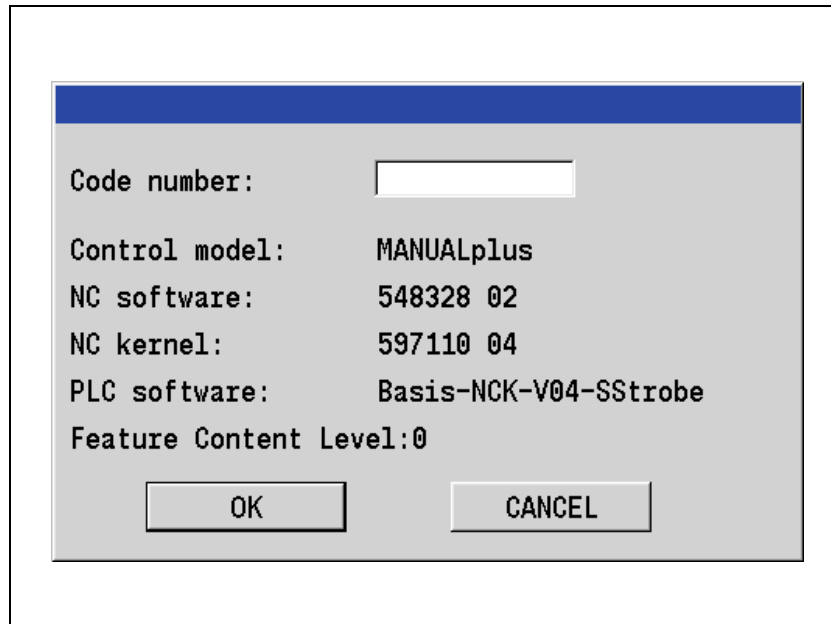 Code number:
Control model: MANUALplus
NC software: 548328 02
NC kernel: 597110 04
PLC software: Basis-NCK-V04-SStrobe
Feature Content Level:0
OK CANCEL